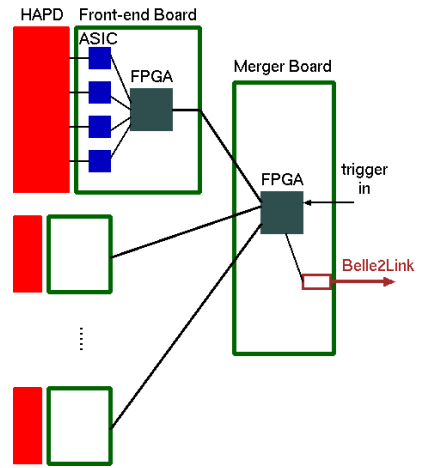 HAPD
Front-end Board
ASIC
FPGA
Merger Board
FPGA
trigger
in
Belle2Link